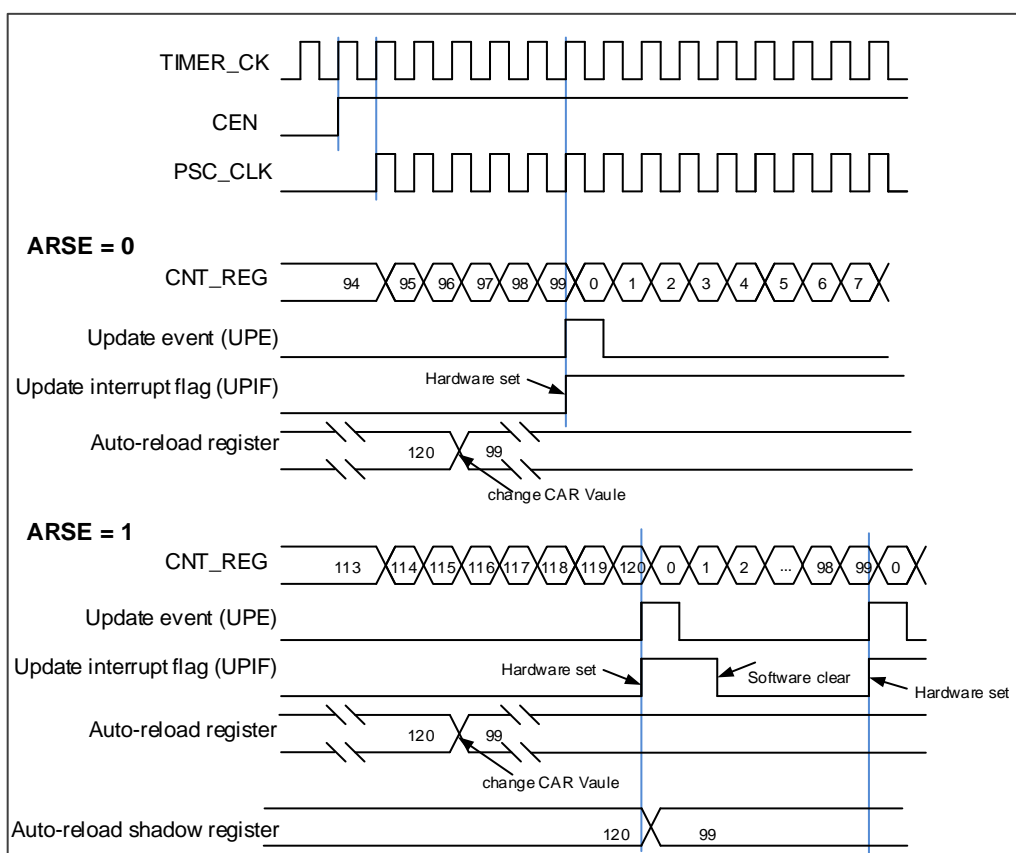 TIMER_CK
CEN
PSC_CLK
ARSE = 0
CNT_REG 94 95 96 97 98 99 0 1 2 3 4 5 6 7
Update event (UPE)
Update interrupt flag (UPIF) Hardware set
Auto-reload register 120 99
change CAR Vaule
ARSE = 1
CNT_REG 113 114 115 116 117 118 119 120 0 1 2 ... 98 99 0
Update event (UPE)
Update interrupt flag (UPIF) Hardware set Software clear Hardware set
Auto-reload register 120 99
change CAR Vaule
Auto-reload shadow register 120 99